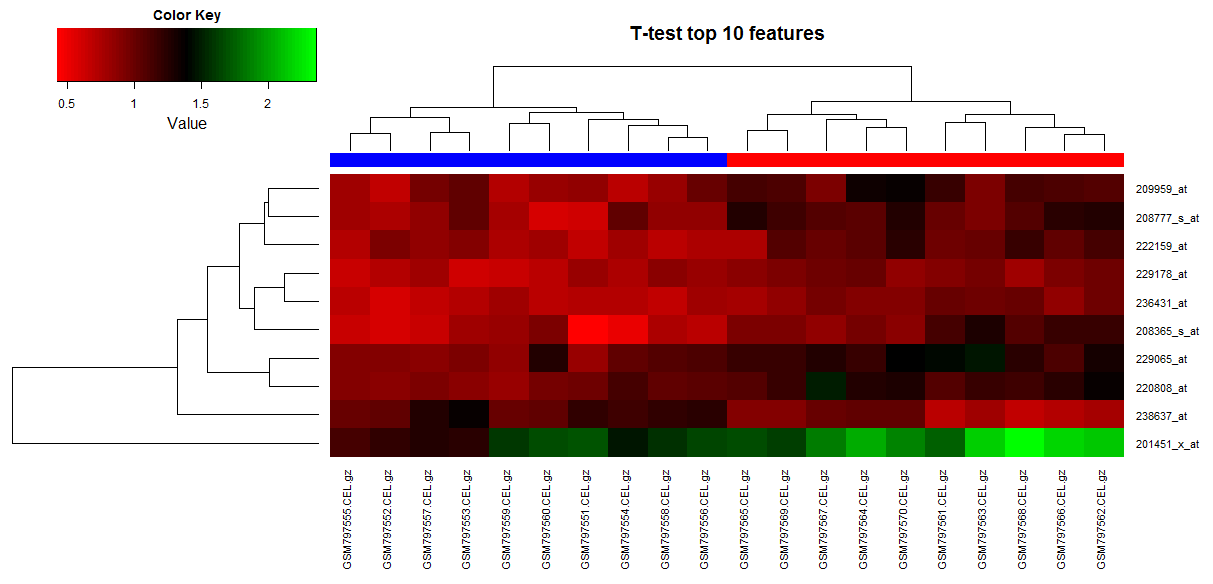 Color Key
0.5 1 1.5 2
Value
T-test top 10 features
209959_at
208777_s_at
222159_at
229178_at
236431_at
208365_s_at
229065_at
220808_at
238637_at
201451_x_at
GSM797555.CEL.gz
GSM797552.CEL.gz
GSM797557.CEL.gz
GSM797553.CEL.gz
GSM797559.CEL.gz
GSM797560.CEL.gz
GSM797551.CEL.gz
GSM797554.CEL.gz
GSM797558.CEL.gz
GSM797556.CEL.gz
GSM797565.CEL.gz
GSM797569.CEL.gz
GSM797567.CEL.gz
GSM797564.CEL.gz
GSM797570.CEL.gz
GSM797561.CEL.gz
GSM797563.CEL.gz
GSM797568.CEL.gz
GSM797566.CEL.gz
GSM797562.CEL.gz